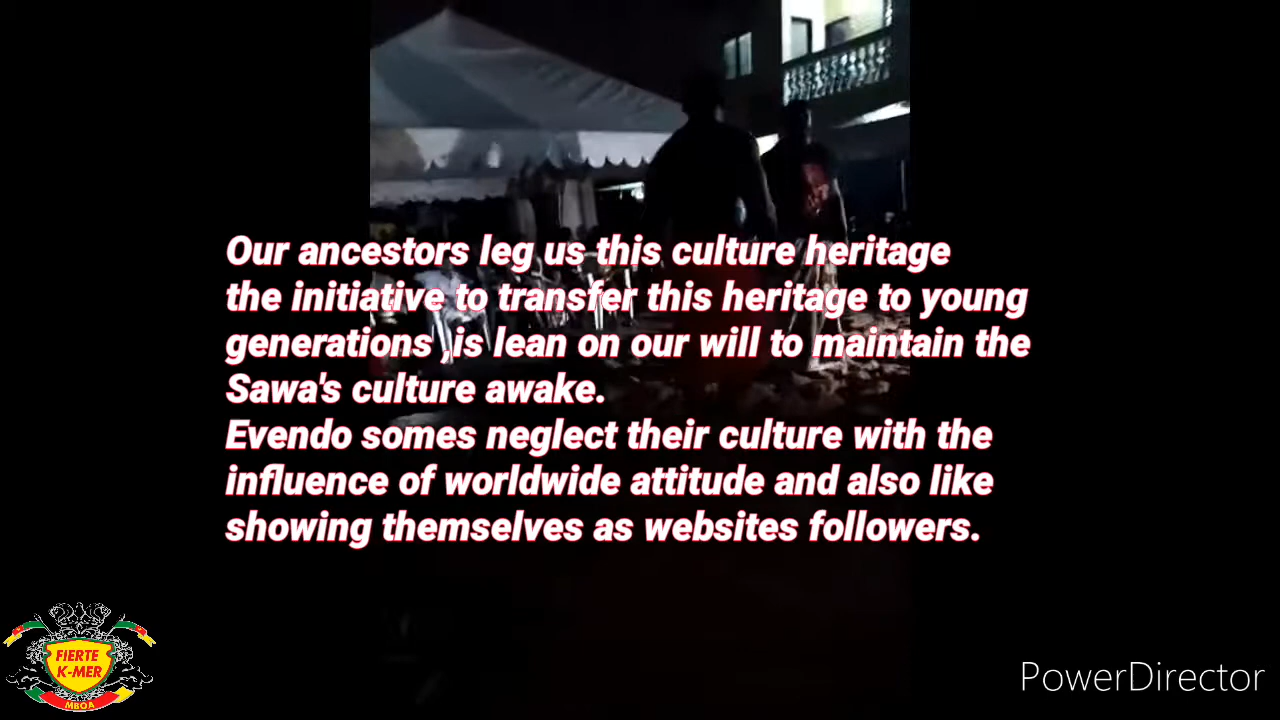 Our ancestors leg us this culture heritage
the initiative to transfer this heritage to young
generations ,is lean on our will to maintain the
Sawa's culture awake.
Evendo somes neglect their culture with the
influence of worldwide attitude and also like
showing themselves as websites followers.
FIERTE
K-MER
MBOA
PowerDirector